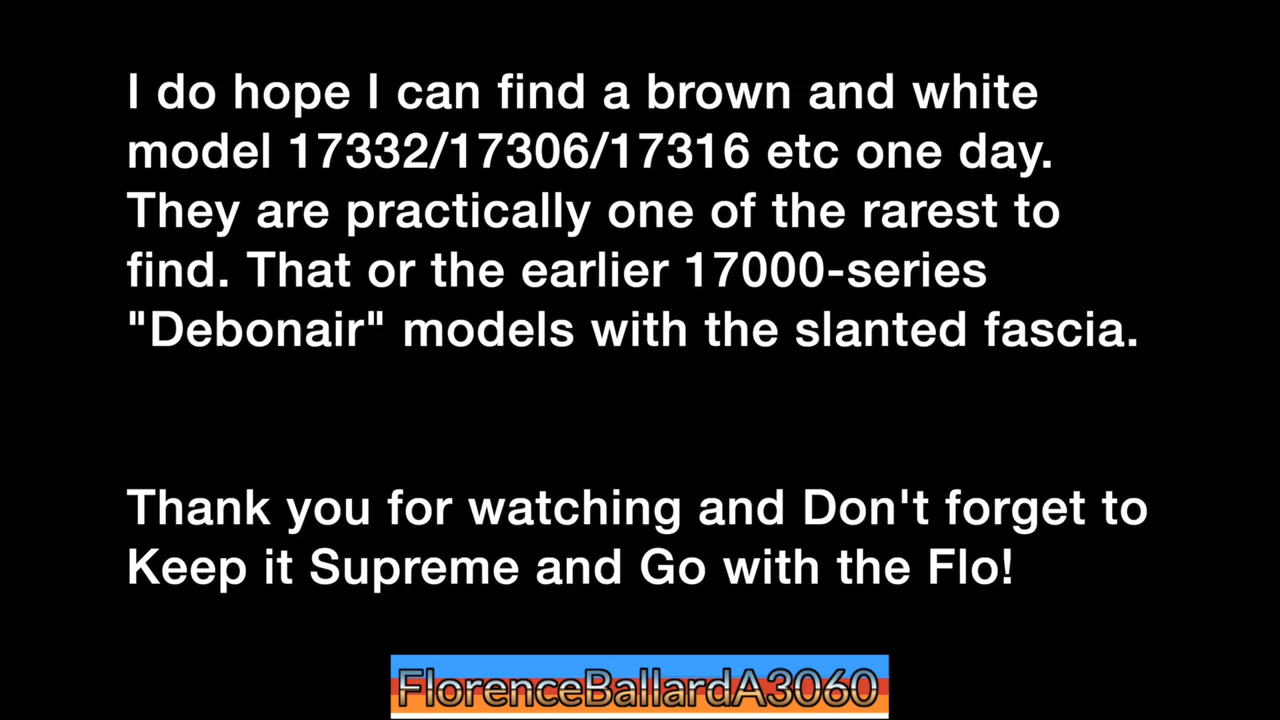 I do hope I can find a brown and white
model 17332/17306/17316 etc one day.
They are practically one of the rarest to
find. That or the earlier 17000-series
"Debonair" models with the slanted fascia.
Thank you for watching and Don't forget to
Keep it Supreme and Go with the Flo!
FlorenceBallardA3060